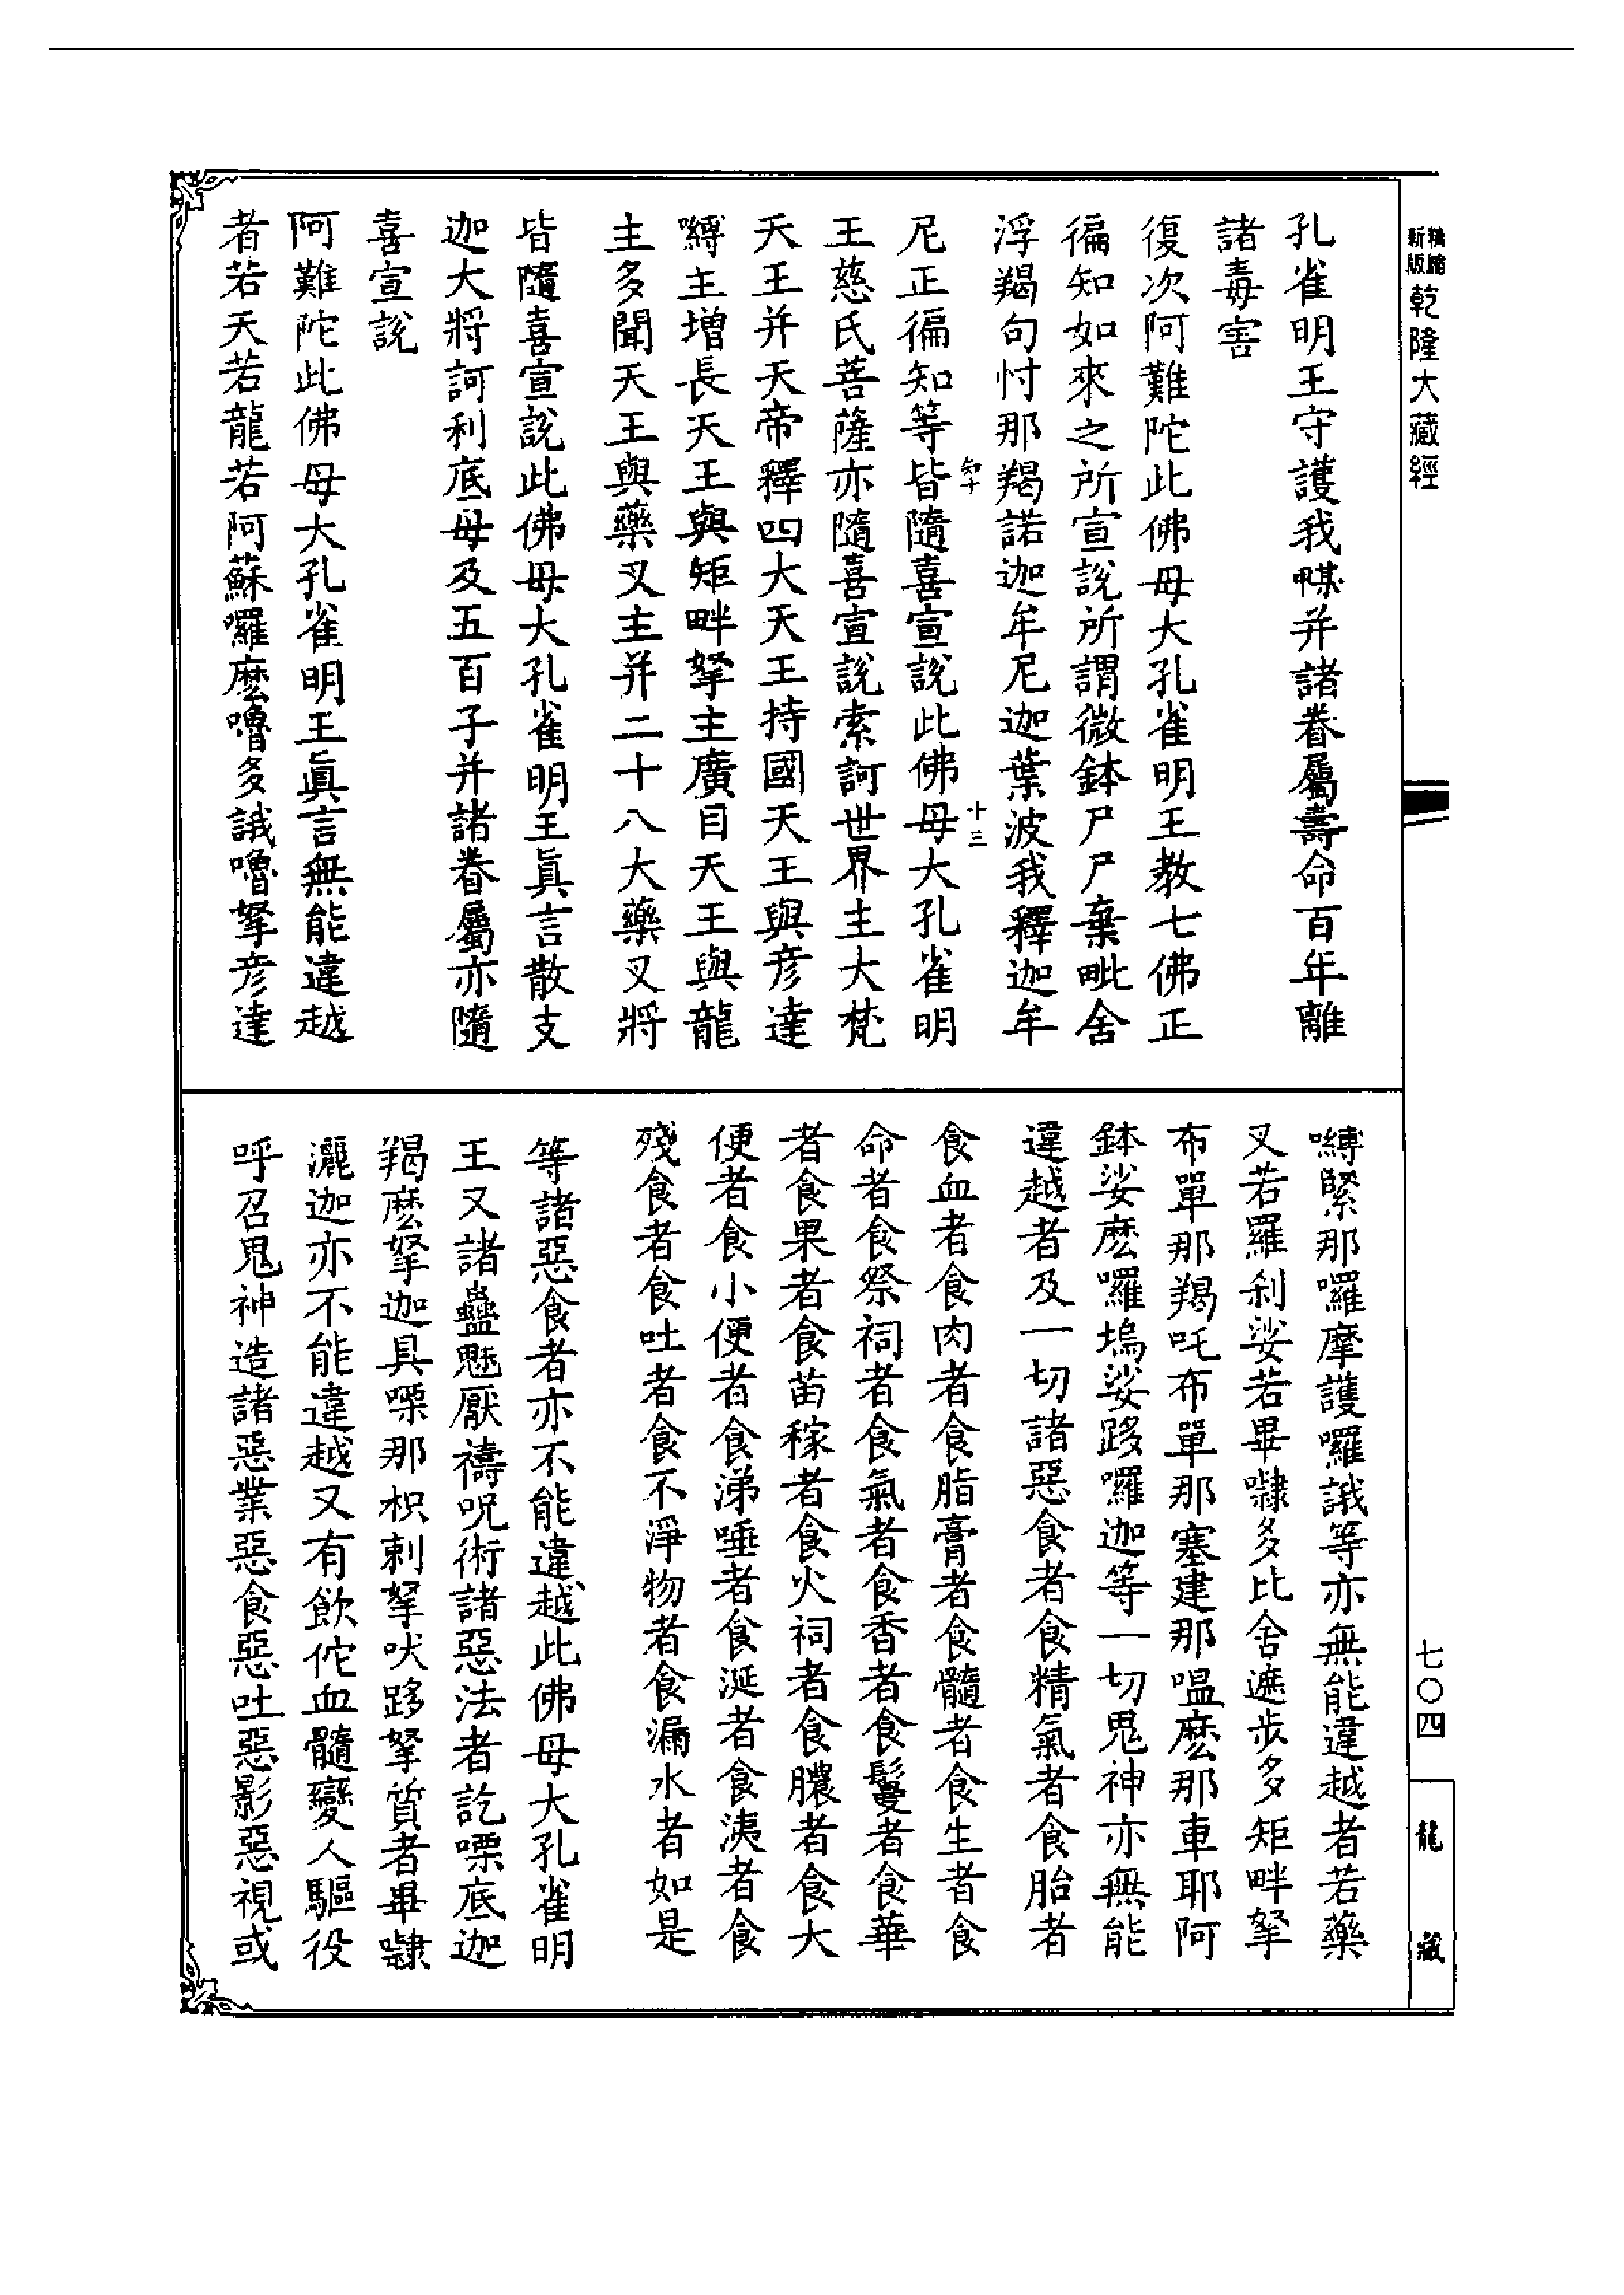 新版縮
乾隆大藏經
孔雀明王守護我某甲并諸眷屬壽命百年離
諸毒害
復次阿難陀此佛母大孔雀明王教七佛正
徧知如來之所宣說所謂微鉢尸尸棄毗舍
浮羯句忖那羯諾迦牟尼迦葉波我釋迦牟
尼正徧知等皆隨喜宣說此佛母大孔雀明
知十
十三
王慈氏菩薩亦隨喜宣說索訶世界主大梵
天王并天帝釋四大天王持國天王與彥達
嚩主增長天王與矩畔拏主廣目天王與龍
主多聞天王與藥叉主并二十八大藥叉將
皆隨喜宣說此佛母大孔雀明王眞言散支
迦大將訶利底母及五百子并諸眷屬亦隨
喜宣說
阿難陀此佛母大孔雀明王眞言無能違越
者若天若龍若阿蘇囉麼嚕多誐嚕拏彥達
嚩緊那囉摩護囉誐等亦無能違越者若藥
叉若羅剎娑若畢隸多比舍遮步多矩畔拏
布單那羯吒布單那塞建那嗢麽那車耶阿
鉢娑麽囉塢娑跢囉迦等一切鬼神亦無能
違越者及一切諸惡食者食精氣者食胎者
食血者食肉者食脂膏者食髓者食生者食
命者食祭祠者食氣者食香者食鬘者食華
者食果者食苗稼者食火祠者食膿者食大
便者食小便者食涕唾者食涎者食洟者食
殘食者食吐者食不淨物者食漏水者如是
等諸惡食者亦不能違越此佛母大孔雀明
王又諸蠱魅厭禱呪術諸惡法者訖㗚底迦
羯麽拏迦具㗚那枳剌拏吠跢拏質者畢隸
灑迦亦不能違越又有飲佗血髓變人驅役
呼召鬼神造諸惡業惡食惡吐惡影惡視或
七〇四
龍藏